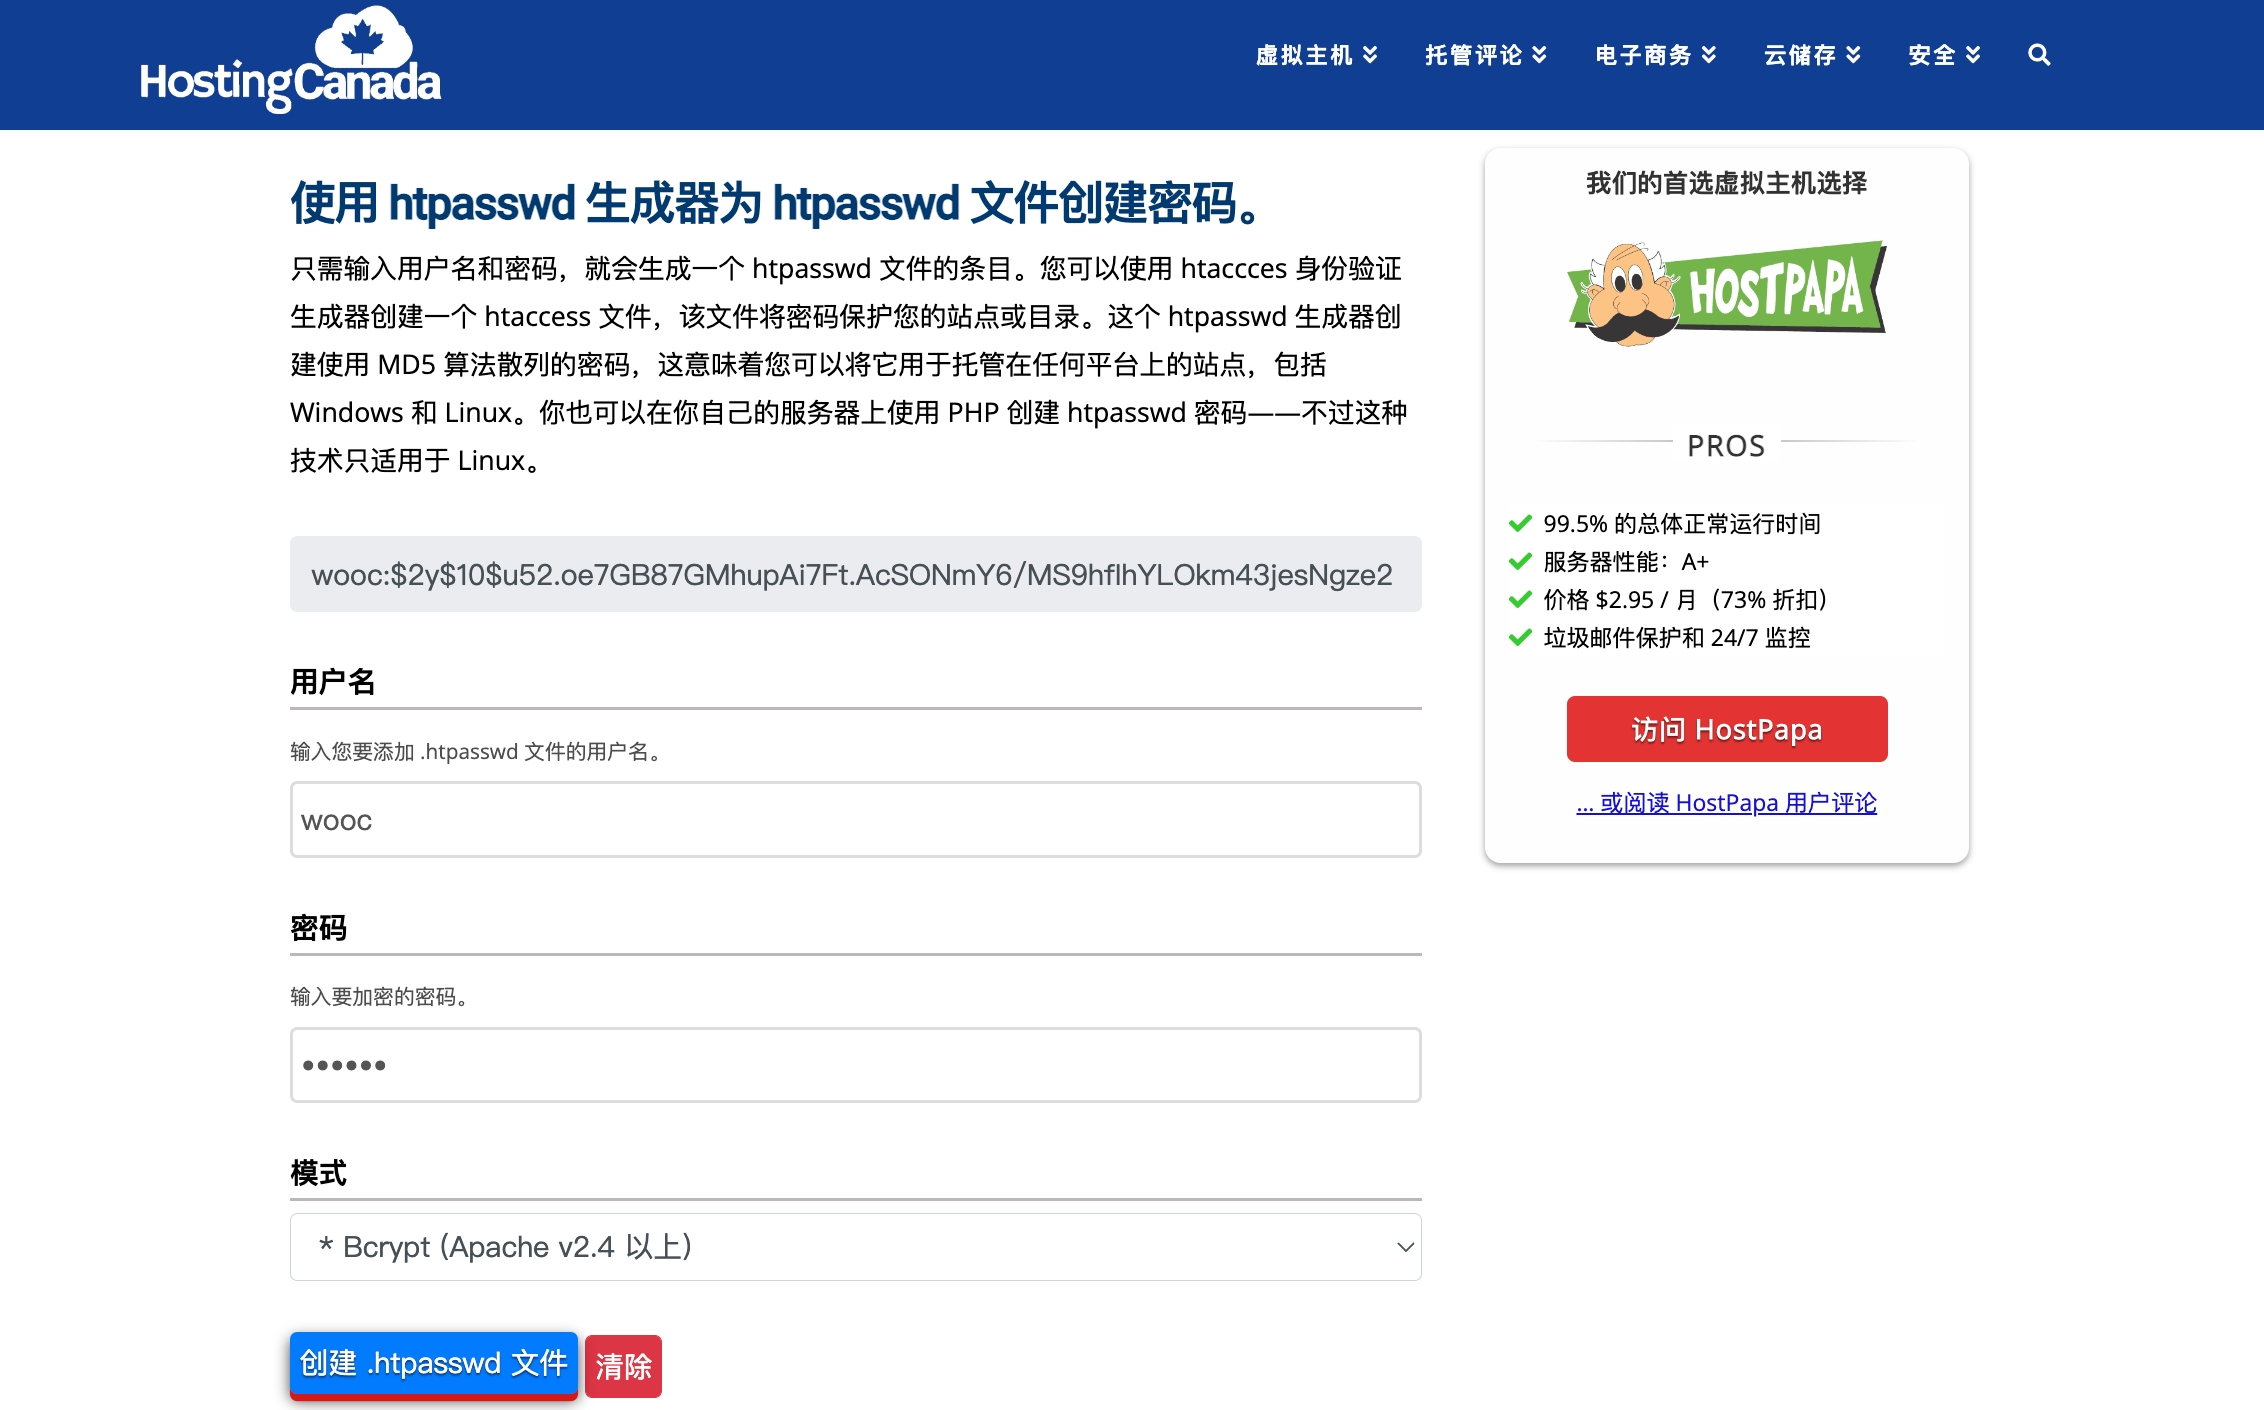 HostingCanada
虚拟主机 托管评论 电子商务 云储存 安全
使用 htpasswd 生成器为 htpasswd 文件创建密码。
只需输入用户名和密码，就会生成一个 htpasswd 文件的条目。您可以使用 htaccces 身份验证
生成器创建一个 htaccess 文件，该文件将密码保护您的站点或目录。这个 htpasswd 生成器创
建使用 MD5 算法散列的密码，这意味着您可以将它用于托管在任何平台上的站点，包括
Windows 和 Linux。你也可以在你自己的服务器上使用 PHP 创建 htpasswd 密码——不过这种
技术只适用于 Linux。
wooc:$2y$10$u52.oe7GB87GMhupAi7Ft.AcSONmY6/MS9hflhYLOkm43jesNgze2
用户名
输入您要添加 .htpasswd 文件的用户名。
wooc
密码
输入要加密的密码。
••••••
模式
* Bcrypt (Apache v2.4 以上)
创建 .htpasswd 文件
清除
我们的首选虚拟主机选择
HOSTPAPA
PROS
99.5% 的总体正常运行时间
服务器性能：A+
价格 $2.95 / 月（73% 折扣）
垃圾邮件保护和 24/7 监控
访问 HostPapa
... 或阅读 HostPapa 用户评论